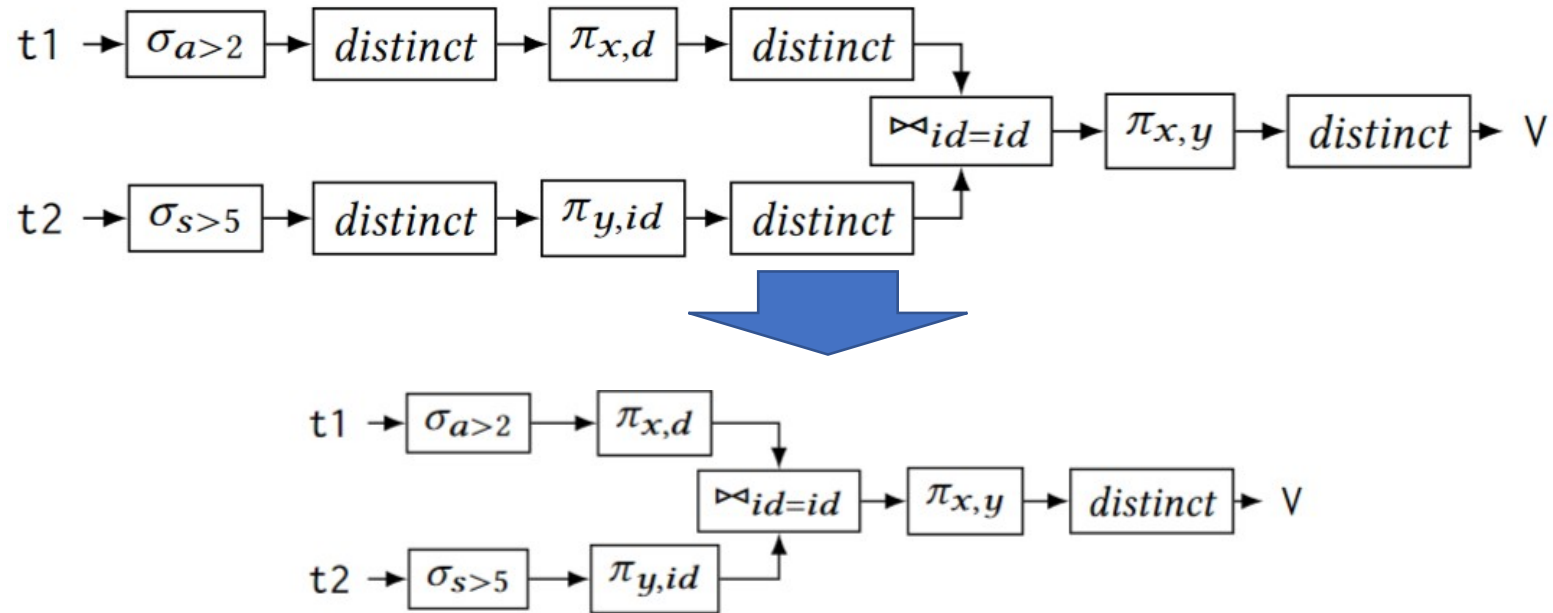 t1 σa>2 distinct πx,d distinct
⋈id=id πx,y distinct V
t2 σs>5 distinct πy,id distinct
t1 σa>2 πx,d
⋈id=id πx,y distinct V
t2 σs>5 πy,id